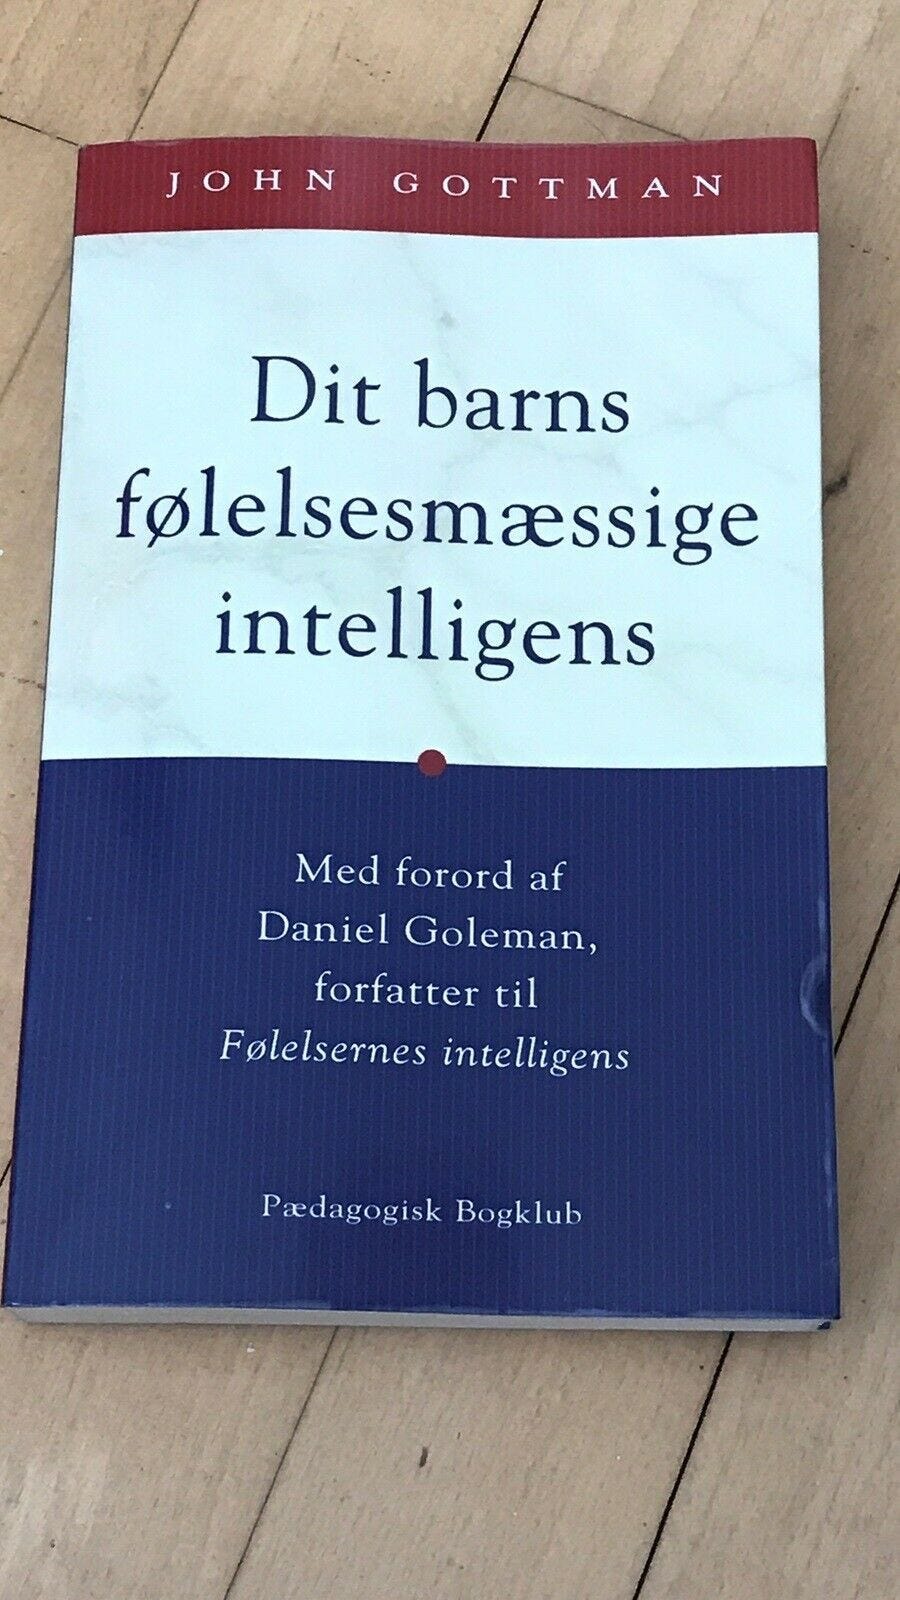 JOHN GOTTMAN
Dit barns
følelsesmæssige
intelligens
Med forord af
Daniel Goleman,
forfatter til
Følelsernes intelligens
Pædagogisk Bogklub